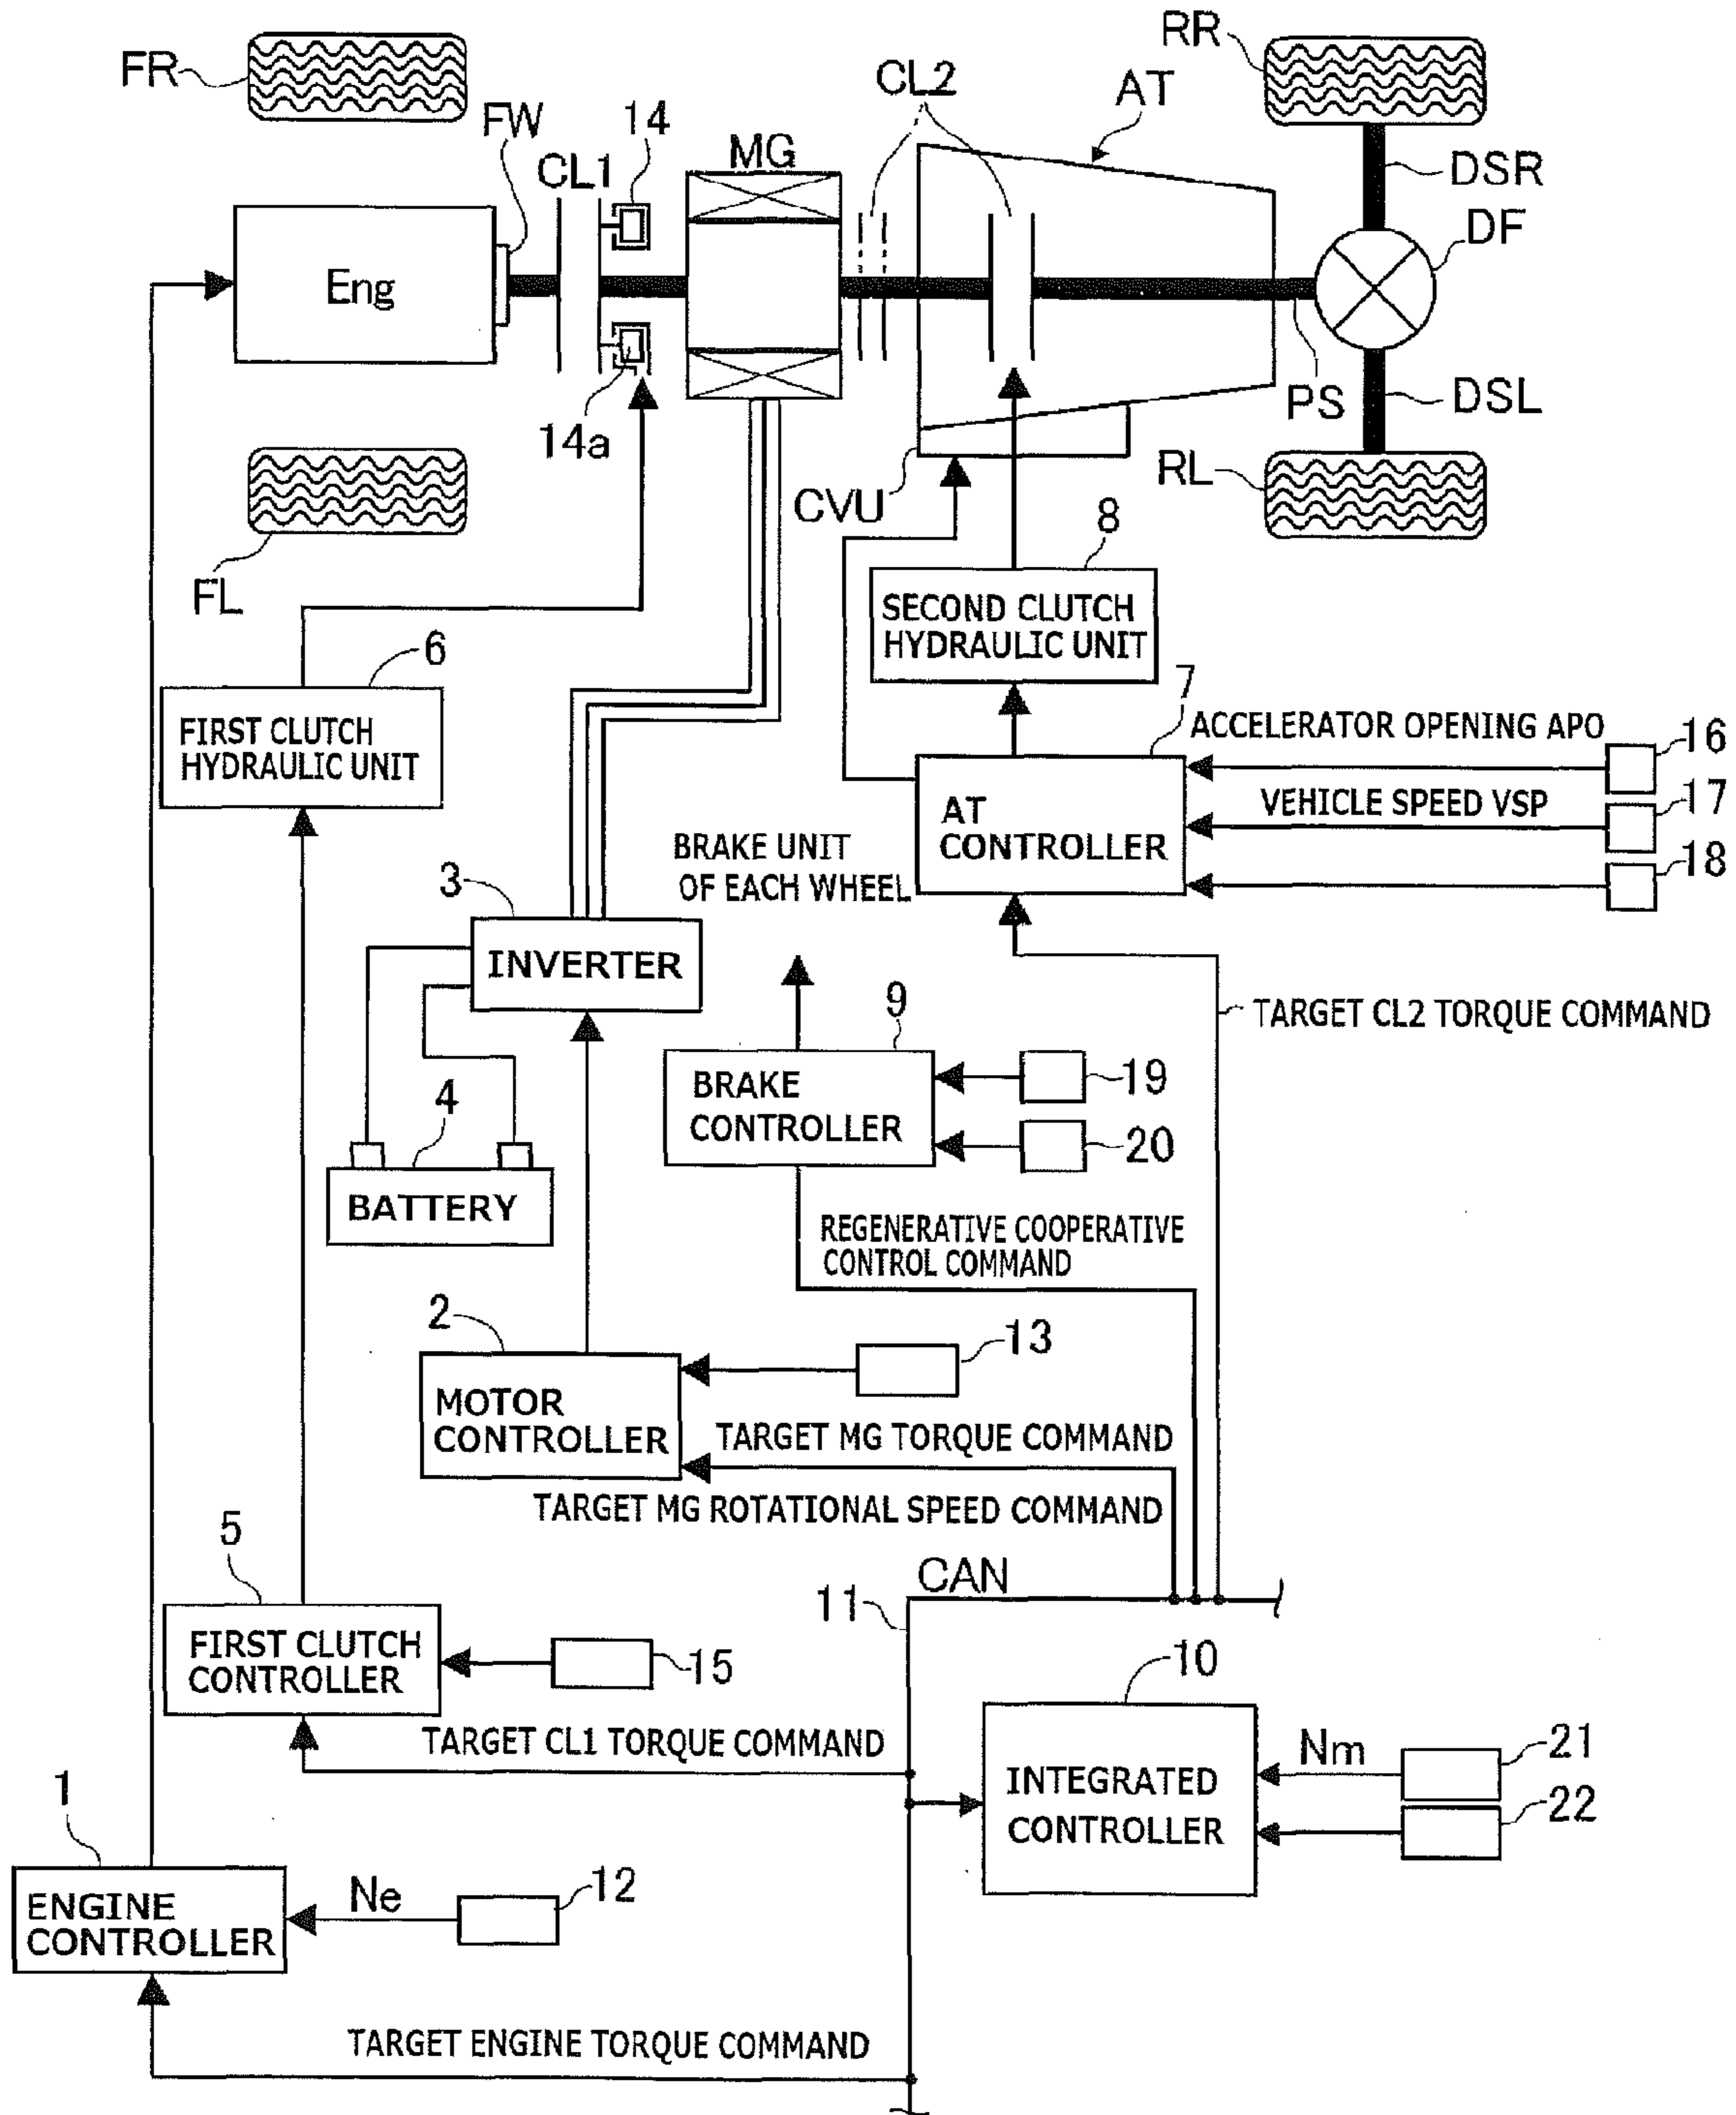 FR
FW
CL1
14
MG
CL2
AT
RR
DSR
DF
Eng
PS
DSL
14a
CVU
RL
FL
8
SECOND CLUTCH
HYDRAULIC UNIT
6
FIRST CLUTCH
HYDRAULIC UNIT
7
ACCELERATOR OPENING APO
16
VEHICLE SPEED VSP
17
18
AT
CONTROLLER
BRAKE UNIT
OF EACH WHEEL
3
INVERTER
TARGET CL2 TORQUE COMMAND
9
BRAKE
CONTROLLER
19
20
4
BATTERY
REGENERATIVE COOPERATIVE
CONTROL COMMAND
2
MOTOR
CONTROLLER
13
TARGET MG TORQUE COMMAND
TARGET MG ROTATIONAL SPEED COMMAND
5
CAN
11
FIRST CLUTCH
CONTROLLER
15
10
TARGET CL1 TORQUE COMMAND
INTEGRATED
CONTROLLER
Nm
21
22
1
ENGINE
CONTROLLER
Ne
12
TARGET ENGINE TORQUE COMMAND